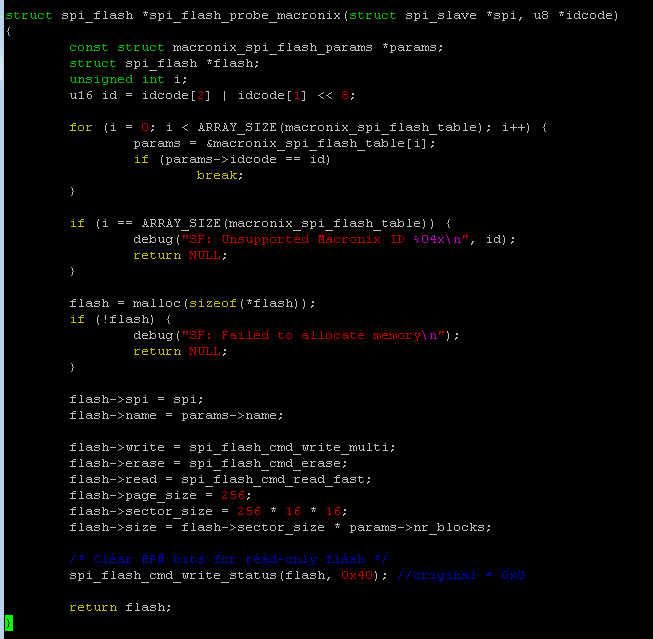 struct spi_flash *spi_flash_probe_macronix(struct spi_slave *spi, u8 *idcode)
{
        const struct macronix_spi_flash_params *params;
        struct spi_flash *flash;
        unsigned int i;
        u16 id = idcode[2] | idcode[1] << 8;

        for (i = 0; i < ARRAY_SIZE(macronix_spi_flash_table); i++) {
                params = &macronix_spi_flash_table[i];
                if (params->idcode == id)
                        break;
        }

        if (i == ARRAY_SIZE(macronix_spi_flash_table)) {
                debug("SF: Unsupported Macronix ID %04x\n", id);
                return NULL;
        }

        flash = malloc(sizeof(*flash));
        if (!flash) {
                debug("SF: Failed to allocate memory\n");
                return NULL;
        }

        flash->spi = spi;
        flash->name = params->name;

        flash->write = spi_flash_cmd_write_multi;
        flash->erase = spi_flash_cmd_erase;
        flash->read = spi_flash_cmd_read_fast;
        flash->page_size = 256;
        flash->sector_size = 256 * 16 * 16;
        flash->size = flash->sector_size * params->nr_blocks;

        /* Clear BP# bits for read-only flash */
        spi_flash_cmd_write_status(flash, 0x40); //original = 0x0

        return flash;
}